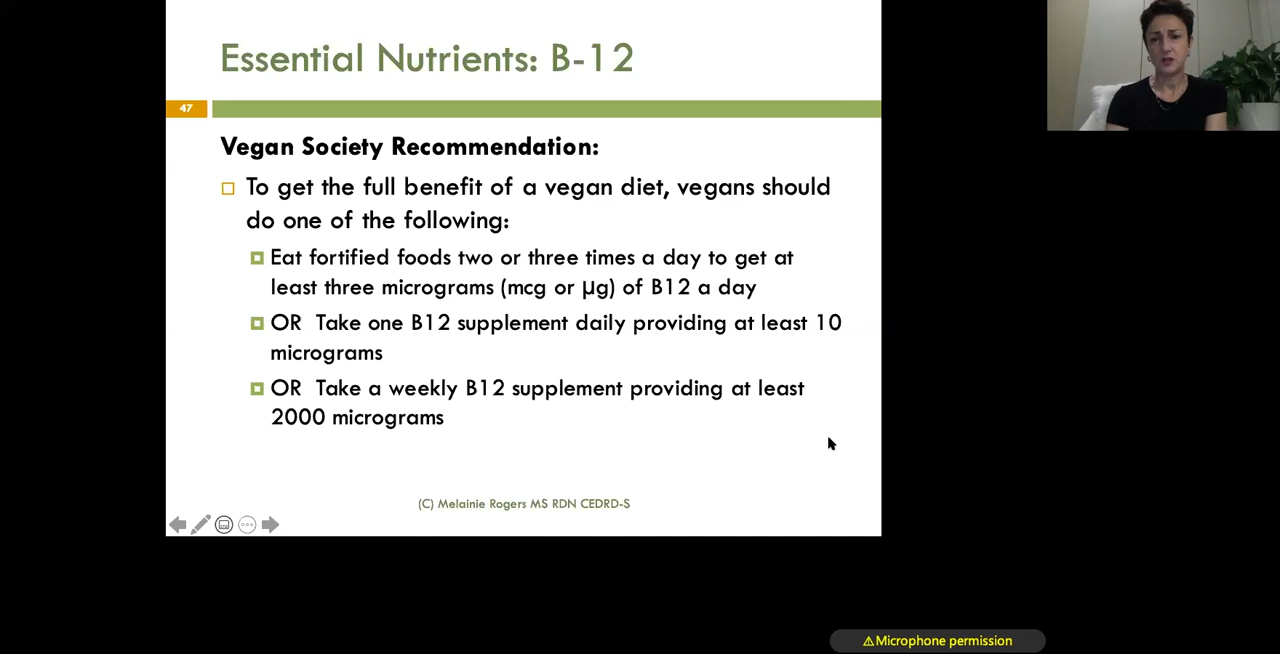 Essential Nutrients: B-12
47
Vegan Society Recommendation:
To get the full benefit of a vegan diet, vegans should
do one of the following:
Eat fortified foods two or three times a day to get at
least three micrograms (mcg or µg) of B12 a day
OR Take one B12 supplement daily providing at least 10
micrograms
OR Take a weekly B12 supplement providing at least
2000 micrograms
(C) Melainie Rogers MS RDN CEDRD-S
⚠Microphone permission